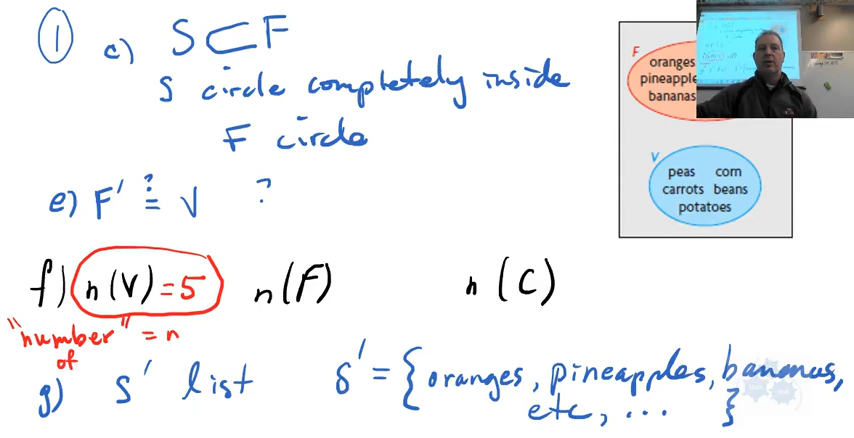 ① c) S ⊂ F
S circle completely inside
F circle
e) F' ≟ V ?
f) n(V) = 5 n(F) n(C)
"number" = n
of
g) S' list S' = { oranges, pineapples, bananas,
etc, ... }
F
oranges
bananas
V
peas corn
carrots beans
potatoes